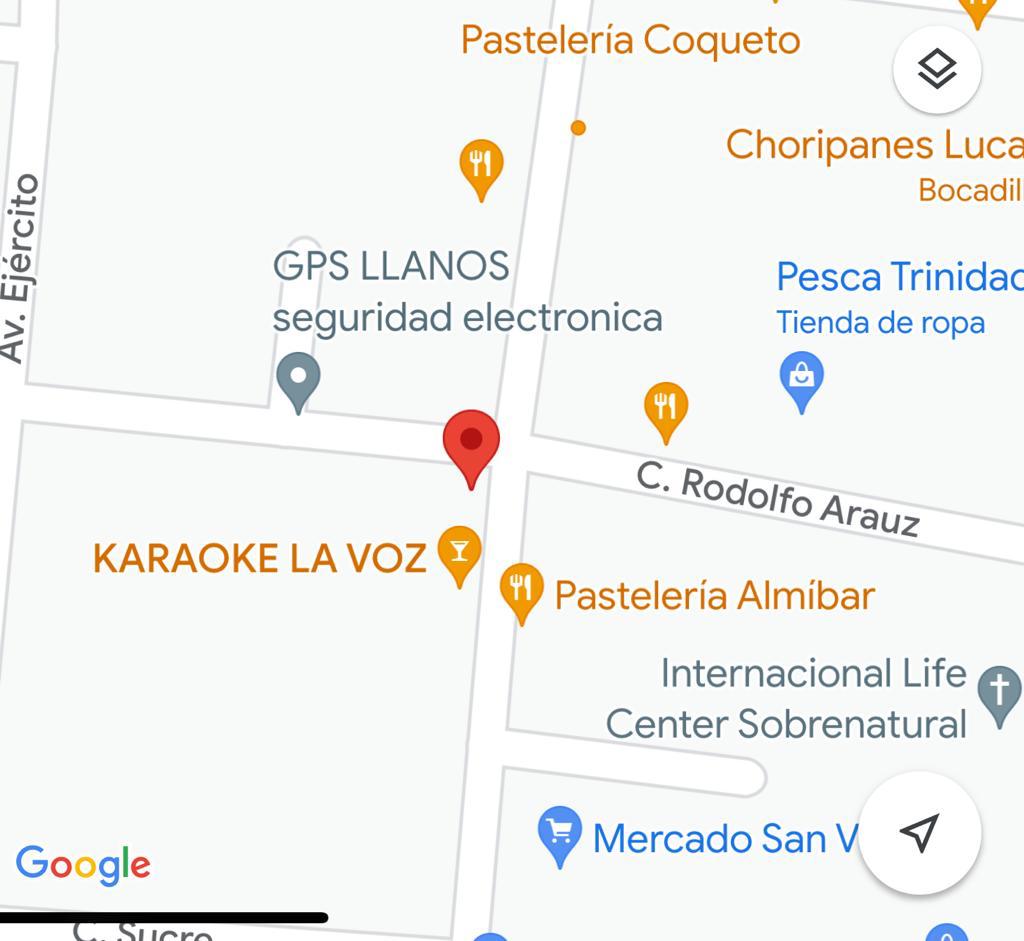 Pastelería Coqueto
Choripanes Luca
Bocadil
Av. Ejército
GPS LLANOS
seguridad electronica
Pesca Trinidad
Tienda de ropa
C. Rodolfo Arauz
KARAOKE LA VOZ
Pastelería Almíbar
Internacional Life
Center Sobrenatural
Mercado San V
Google
C. Sucre